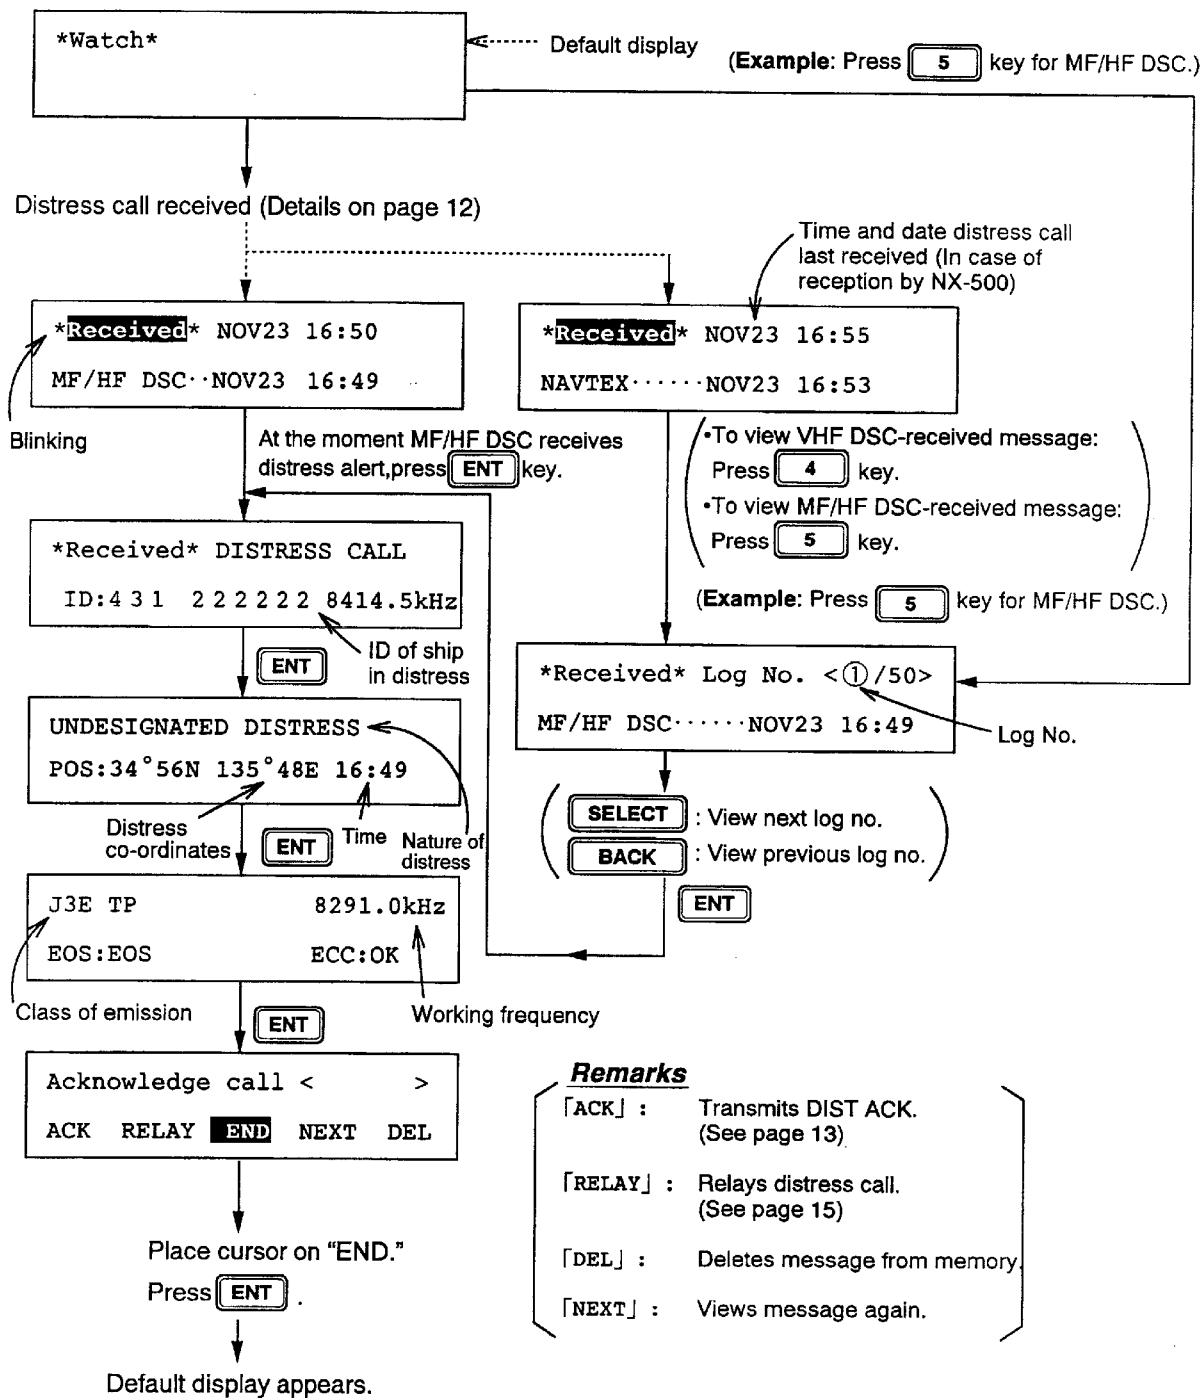 *Watch*
Default display
(Example: Press 5 key for MF/HF DSC.)
Distress call received (Details on page 12)
Time and date distress call
last received (In case of
reception by NX-500)
*Received* NOV23 16:50
MF/HF DSC··NOV23 16:49
*Received* NOV23 16:55
NAVTEX······NOV23 16:53
Blinking
At the moment MF/HF DSC receives
distress alert,press ENT key.
•To view VHF DSC-received message:
Press 4 key.
•To view MF/HF DSC-received message:
Press 5 key.
(Example: Press 5 key for MF/HF DSC.)
*Received* DISTRESS CALL
ID:431 222222 8414.5kHz
ID of ship
in distress
ENT
*Received* Log No. <①/50>
MF/HF DSC······NOV23 16:49
Log No.
UNDESIGNATED DISTRESS
POS:34°56N 135°48E 16:49
Distress
co-ordinates
ENT
Time
Nature of
distress
SELECT : View next log no.
BACK : View previous log no.
ENT
J3E TP 8291.0kHz
EOS:EOS ECC:OK
Class of emission
ENT
Working frequency
Acknowledge call < >
ACK RELAY END NEXT DEL
Place cursor on “END.”
Press ENT .
Default display appears.
Remarks
「ACK」 : Transmits DIST ACK.
(See page 13)
「RELAY」 : Relays distress call.
(See page 15)
「DEL」 : Deletes message from memory.
「NEXT」 : Views message again.